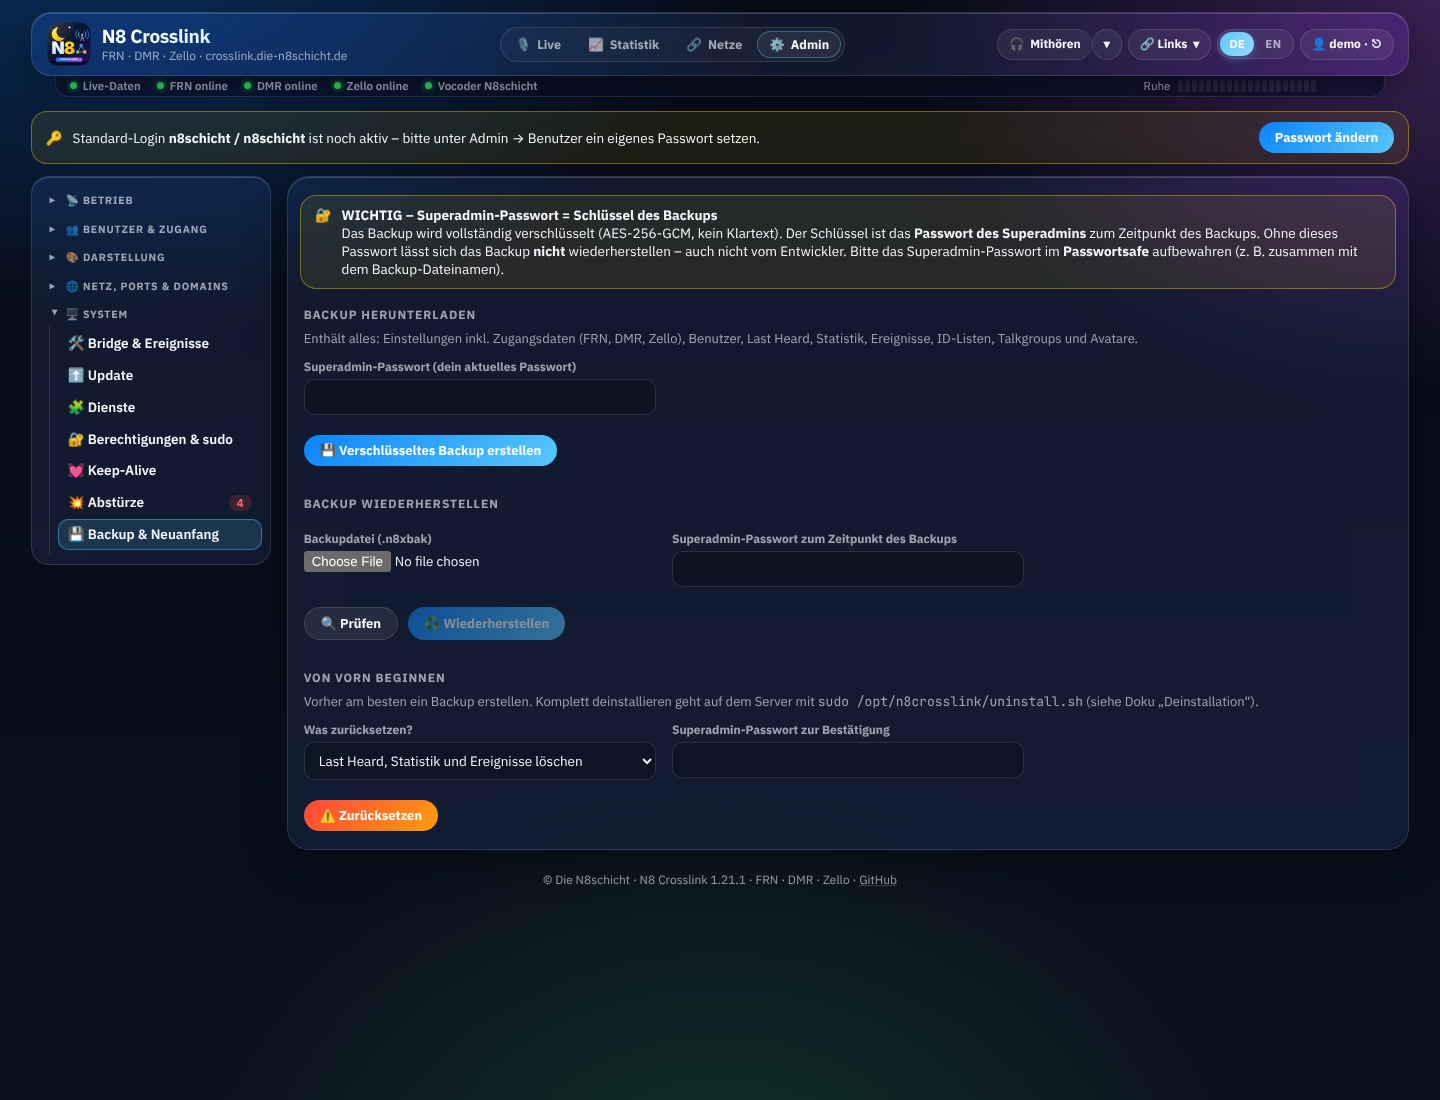 N8 Crosslink
FRN · DMR · Zello · crosslink.die-n8schicht.de
Live
Statistik
Netze
Admin
Mithören
▼
Links ▼
DE
EN
demo ·
Live-Daten
FRN online
DMR online
Zello online
Vocoder N8schicht
Ruhe
Standard-Login n8schicht / n8schicht ist noch aktiv – bitte unter Admin → Benutzer ein eigenes Passwort setzen.
Passwort ändern
BETRIEB
BENUTZER & ZUGANG
DARSTELLUNG
NETZ, PORTS & DOMAINS
SYSTEM
Bridge & Ereignisse
Update
Dienste
Berechtigungen & sudo
Keep-Alive
Abstürze
4
Backup & Neuanfang
WICHTIG – Superadmin-Passwort = Schlüssel des Backups
Das Backup wird vollständig verschlüsselt (AES-256-GCM, kein Klartext). Der Schlüssel ist das Passwort des Superadmins zum Zeitpunkt des Backups. Ohne dieses
Passwort lässt sich das Backup nicht wiederherstellen – auch nicht vom Entwickler. Bitte das Superadmin-Passwort im Passwortsafe aufbewahren (z. B. zusammen mit
dem Backup-Dateinamen).
BACKUP HERUNTERLADEN
Enthält alles: Einstellungen inkl. Zugangsdaten (FRN, DMR, Zello), Benutzer, Last Heard, Statistik, Ereignisse, ID-Listen, Talkgroups und Avatare.
Superadmin-Passwort (dein aktuelles Passwort)
Verschlüsseltes Backup erstellen
BACKUP WIEDERHERSTELLEN
Backupdatei (.n8xbak)
Superadmin-Passwort zum Zeitpunkt des Backups
Choose File No file chosen
Prüfen
Wiederherstellen
VON VORN BEGINNEN
Vorher am besten ein Backup erstellen. Komplett deinstallieren geht auf dem Server mit sudo /opt/n8crosslink/uninstall.sh (siehe Doku „Deinstallation“).
Was zurücksetzen?
Superadmin-Passwort zur Bestätigung
Last Heard, Statistik und Ereignisse löschen
Zurücksetzen
© Die N8schicht · N8 Crosslink 1.21.1 · FRN · DMR · Zello · GitHub